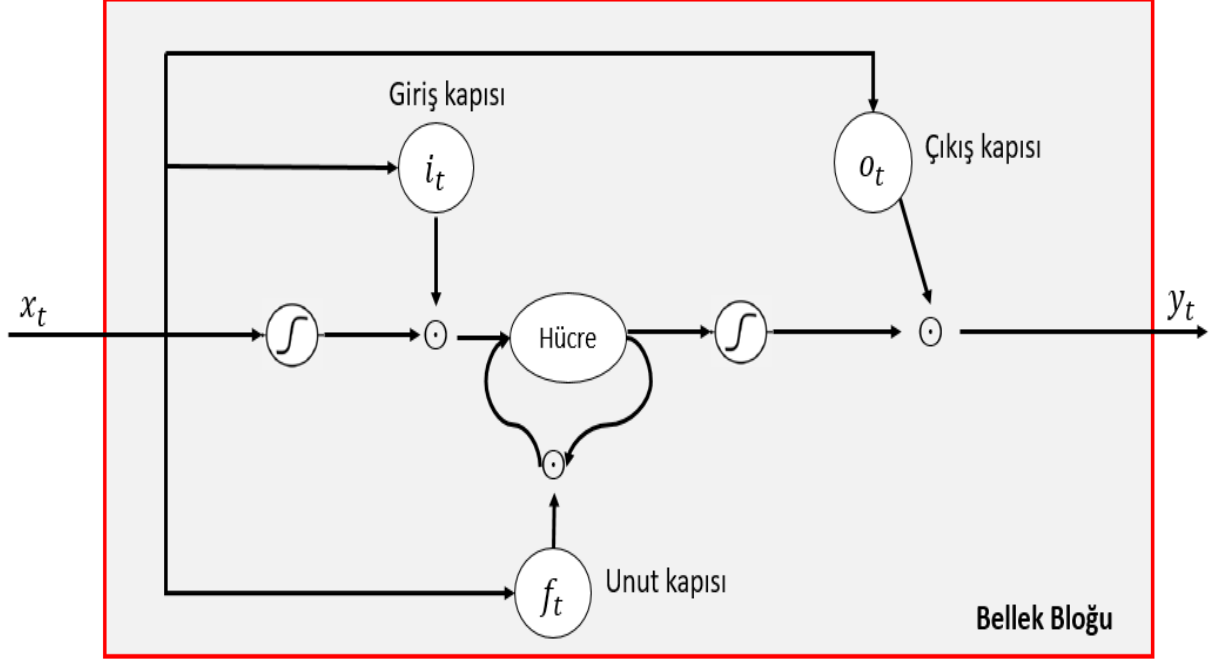 Giriş kapısı
i_t
o_t
Çıkış kapısı
x_t
y_t
Hücre
f_t
Unut kapısı
Bellek Bloğu